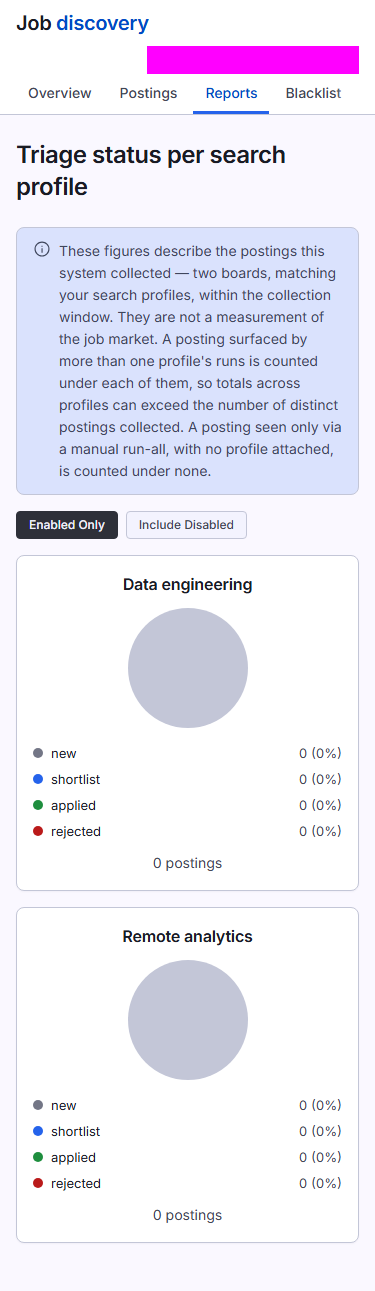 Job discovery
Overview Postings Reports Blacklist
Triage status per search
profile
These figures describe the postings this
system collected — two boards, matching
your search profiles, within the collection
window. They are not a measurement of
the job market. A posting surfaced by
more than one profile's runs is counted
under each of them, so totals across
profiles can exceed the number of distinct
postings collected. A posting seen only via
a manual run-all, with no profile attached,
is counted under none.
Enabled Only Include Disabled
Data engineering
new 0 (0%)
shortlist 0 (0%)
applied 0 (0%)
rejected 0 (0%)
0 postings
Remote analytics
new 0 (0%)
shortlist 0 (0%)
applied 0 (0%)
rejected 0 (0%)
0 postings